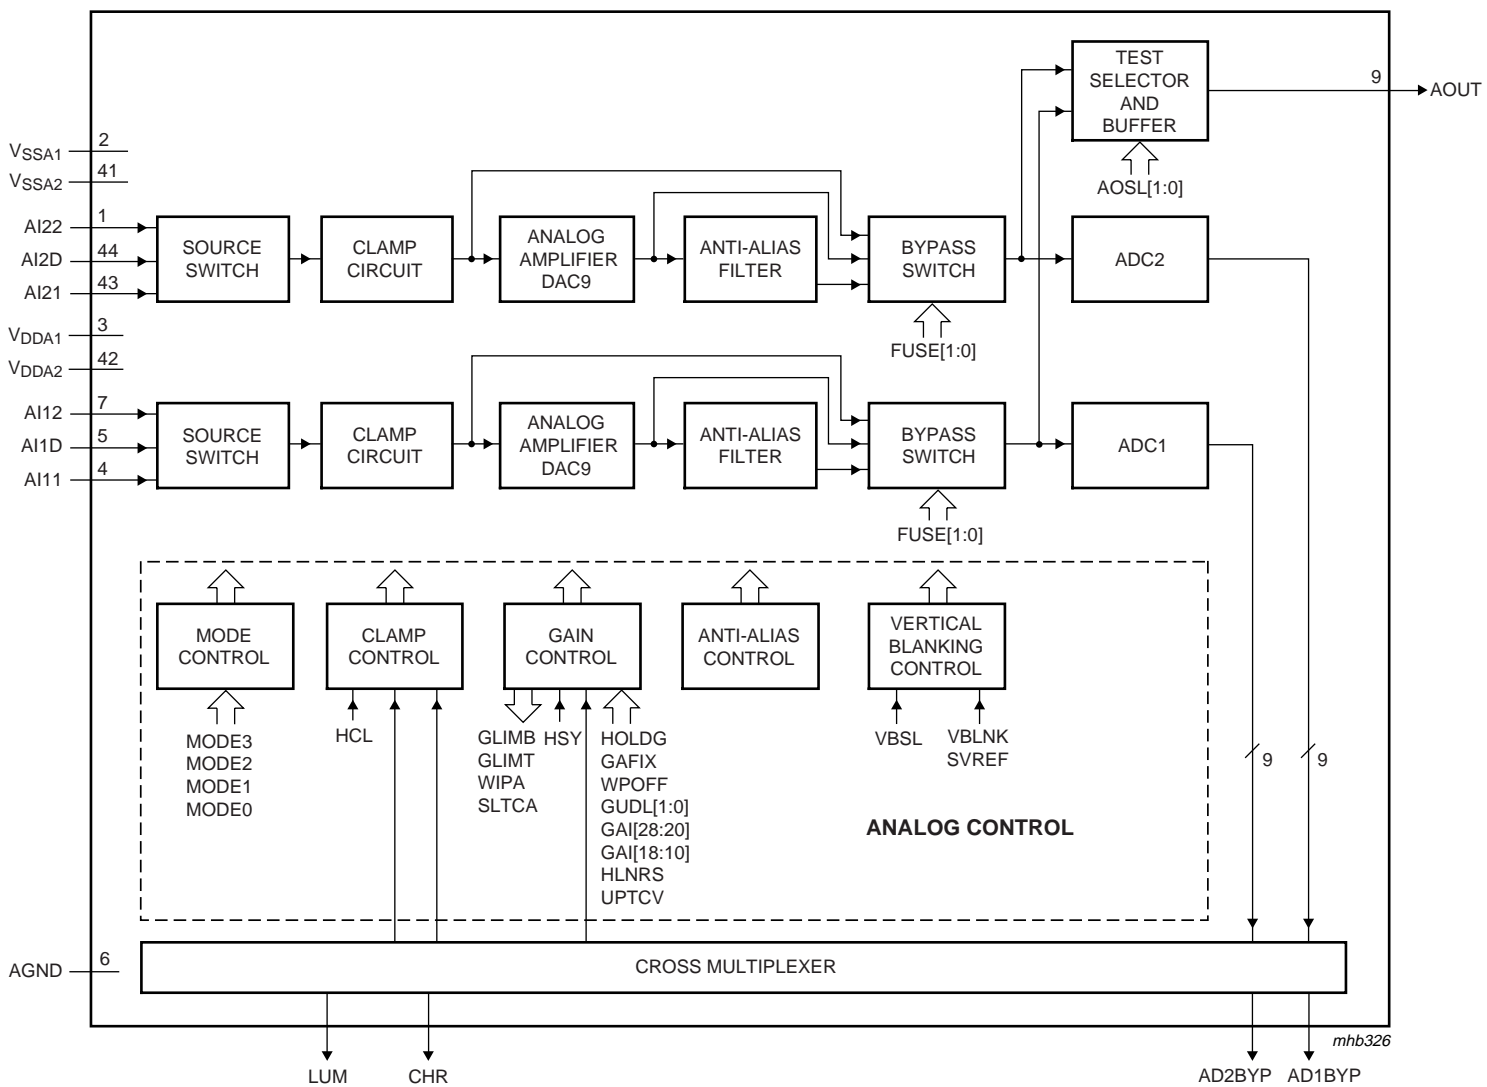 TEST
SELECTOR
AND
BUFFER
9
AOUT
AOSL[1:0]
VSSA1
2
VSSA2
41
AI22
1
AI2D
44
AI21
43
SOURCE
SWITCH
CLAMP
CIRCUIT
ANALOG
AMPLIFIER
DAC9
ANTI-ALIAS
FILTER
BYPASS
SWITCH
ADC2
FUSE[1:0]
VDDA1
3
VDDA2
42
AI12
7
AI1D
5
AI11
4
SOURCE
SWITCH
CLAMP
CIRCUIT
ANALOG
AMPLIFIER
DAC9
ANTI-ALIAS
FILTER
BYPASS
SWITCH
ADC1
FUSE[1:0]
MODE
CONTROL
CLAMP
CONTROL
GAIN
CONTROL
ANTI-ALIAS
CONTROL
VERTICAL
BLANKING
CONTROL
MODE3
MODE2
MODE1
MODE0
HCL
GLIMB
GLIMT
WIPA
SLTCA
HSY
HOLDG
GAFIX
WPOFF
GUDL[1:0]
GAI[28:20]
GAI[18:10]
HLNRS
UPTCV
VBSL
VBLNK
SVREF
9
9
ANALOG CONTROL
AGND
6
CROSS MULTIPLEXER
mhb326
LUM
CHR
AD2BYP
AD1BYP